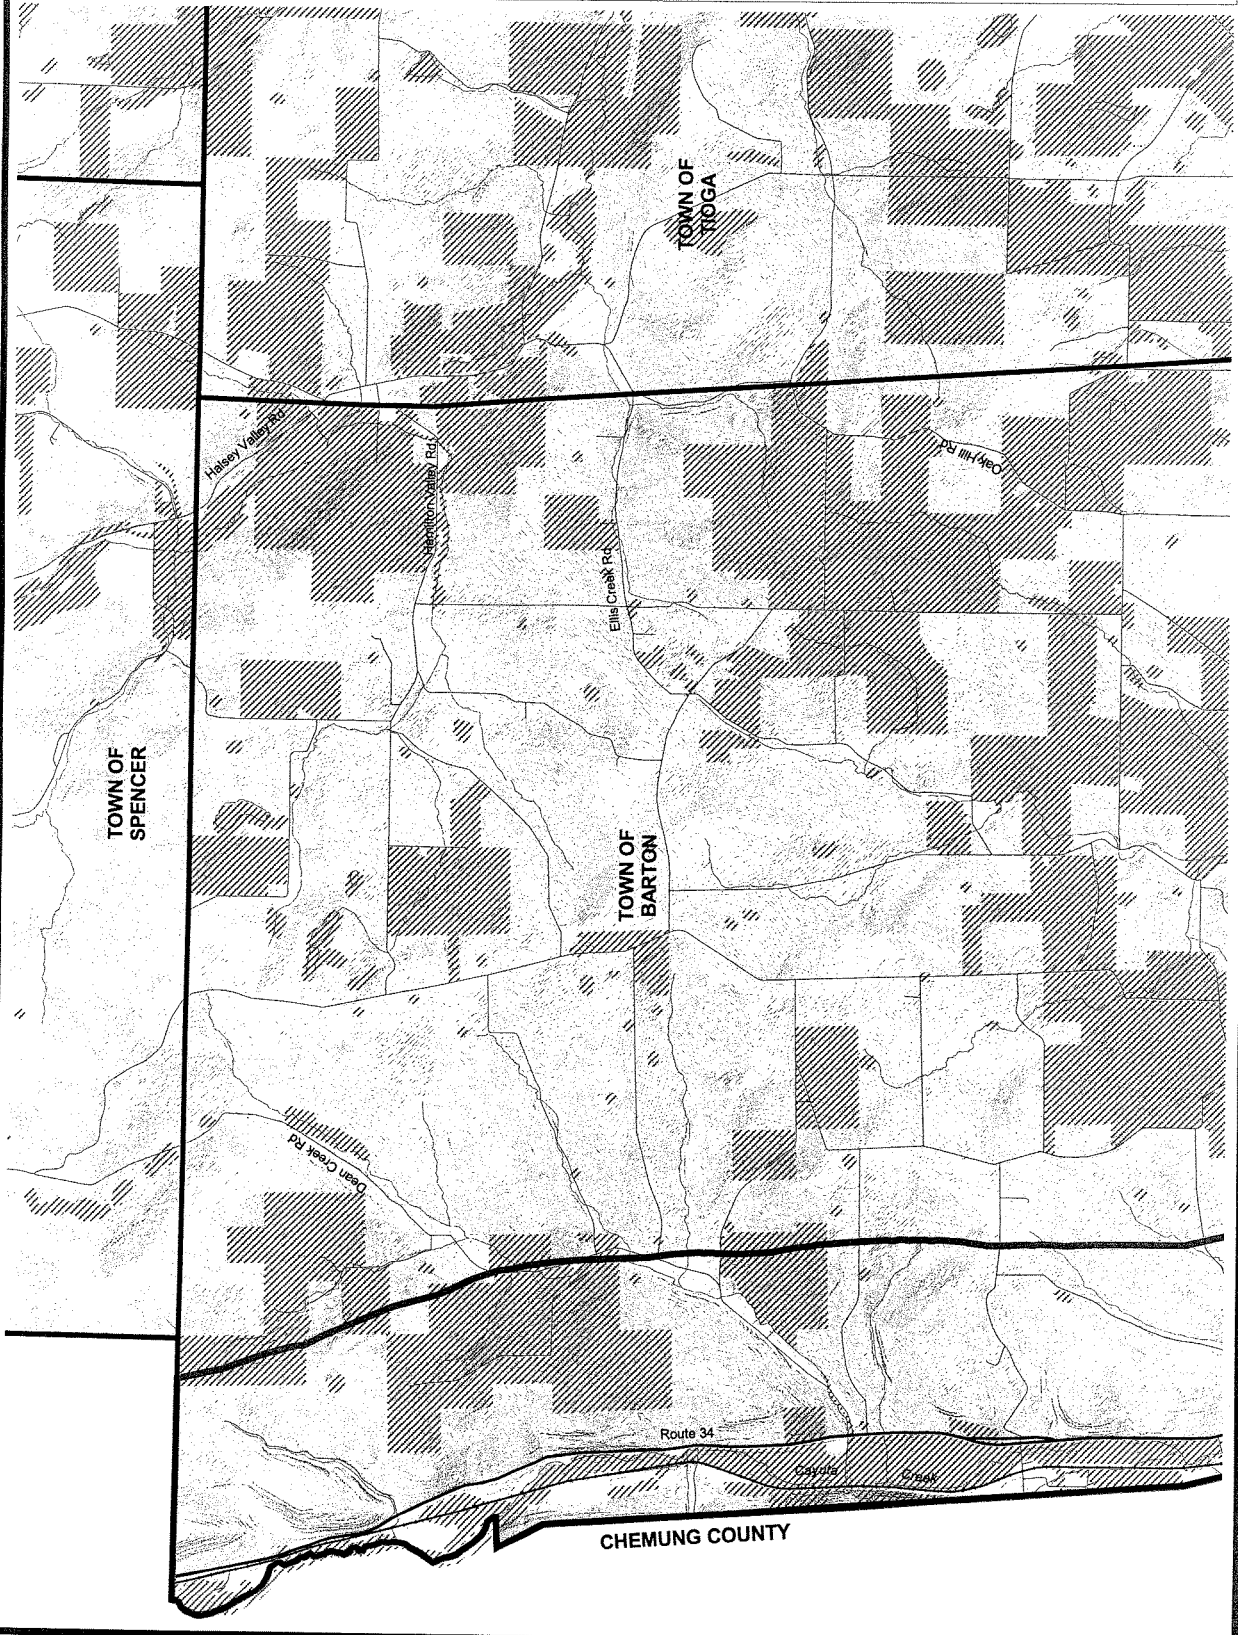 TOWN OF
TIOGA
Halsey Valley Rd
Hamilton Valley Rd
Oak Hill Rd
Ellis Creek Rd
TOWN OF
SPENCER
TOWN OF
BARTON
Dean Creek Rd
Route 34
Cayuta
Creek
CHEMUNG COUNTY